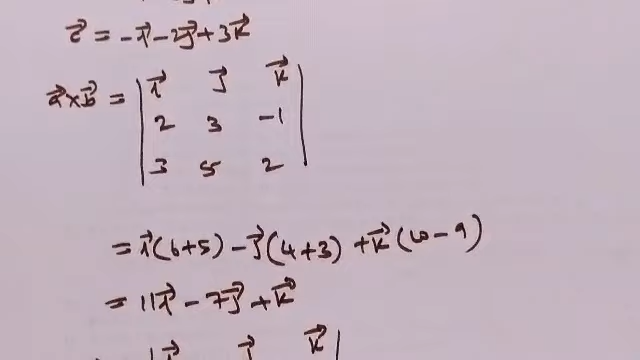 c⃗ = -i⃗ - 2j⃗ + 3k⃗
a⃗ × b⃗ = | i⃗ j⃗ k⃗ |
| 2 3 -1 |
| 3 5 2 |
= i⃗(6+5) - j⃗(4+3) + k⃗(10-9)
= 11i⃗ - 7j⃗ + k⃗
| i⃗ j⃗ k⃗ |